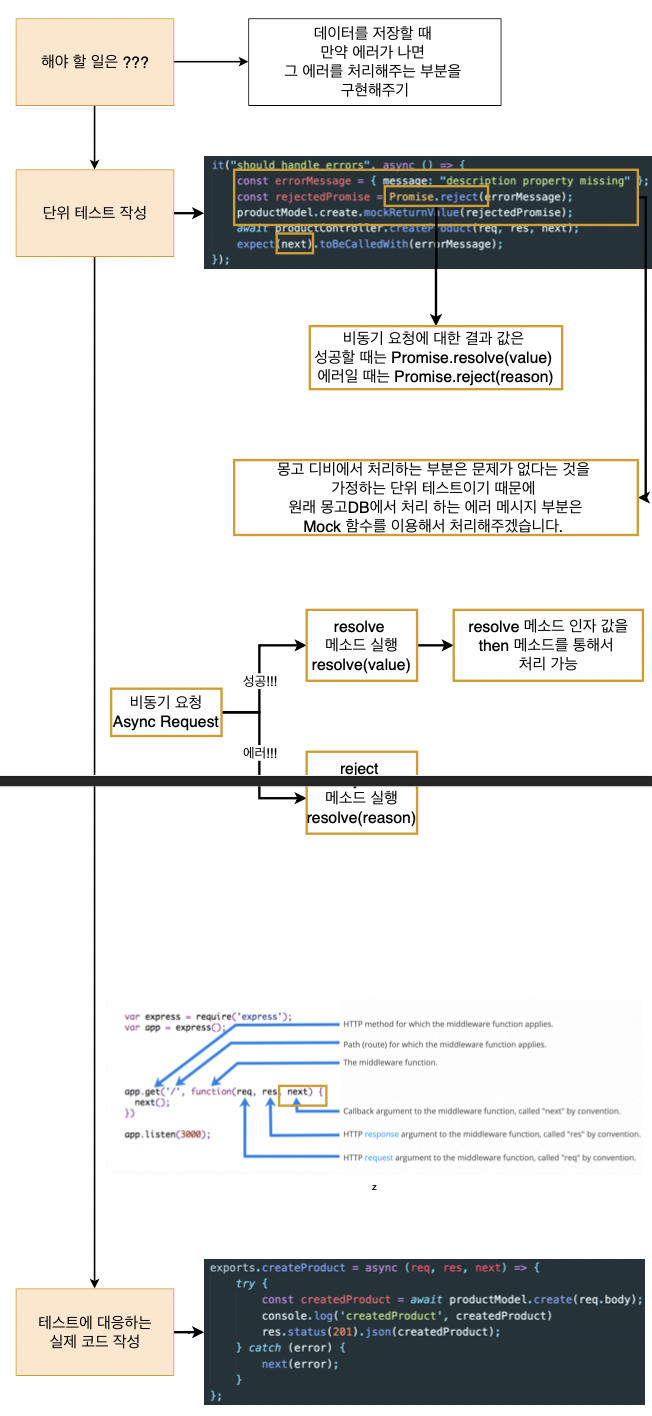 해야 할 일은 ???
데이터를 저장할 때
만약 에러가 나면
그 에러를 처리해주는 부분을
구현해주기
단위 테스트 작성
it("should handle errors", async () => {
const errorMessage = { message: "description property missing" };
const rejectedPromise = Promise.reject(errorMessage);
productModel.create.mockReturnValue(rejectedPromise);
await productController.createProduct(req, res, next);
expect(next).toBeCalledWith(errorMessage);
});
비동기 요청에 대한 결과 값은
성공할 때는 Promise.resolve(value)
에러일 때는 Promise.reject(reason)
몽고 디비에서 처리하는 부분은 문제가 없다는 것을
가정하는 단위 테스트이기 때문에
원래 몽고DB에서 처리 하는 에러 메시지 부분은
Mock 함수를 이용해서 처리해주겠습니다.
비동기 요청
Async Request
성공!!!
resolve
메소드 실행
resolve(value)
resolve 메소드 인자 값을
then 메소드를 통해서
처리 가능
에러!!!
reject
메소드 실행
resolve(reason)
var express = require('express');
var app = express();
app.get('/', function(req, res, next) {
next();
})
app.listen(3000);
HTTP method for which the middleware function applies.
Path (route) for which the middleware function applies.
The middleware function.
Callback argument to the middleware function, called "next" by convention.
HTTP response argument to the middleware function, called "res" by convention.
HTTP request argument to the middleware function, called "req" by convention.
z
테스트에 대응하는
실제 코드 작성
exports.createProduct = async (req, res, next) => {
try {
const createdProduct = await productModel.create(req.body);
console.log('createdProduct', createdProduct)
res.status(201).json(createdProduct);
} catch (error) {
next(error);
}
};